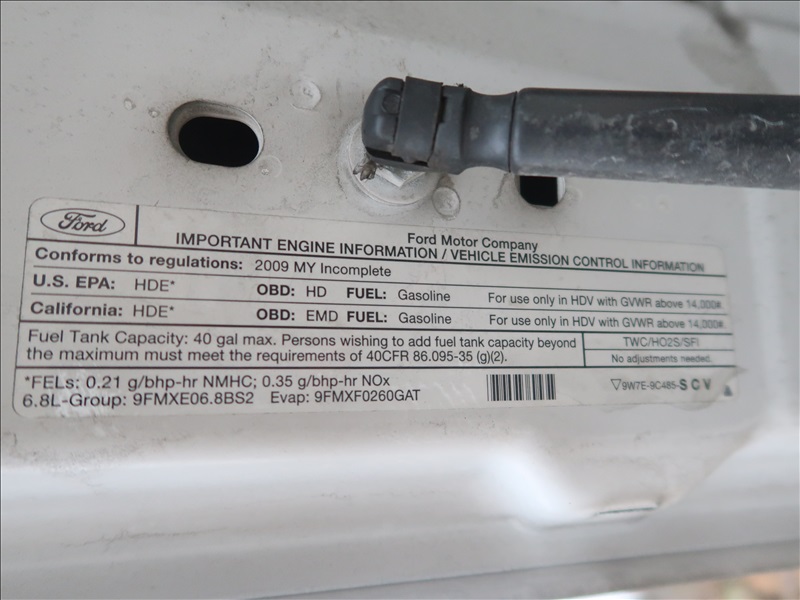 Ford
Ford Motor Company
IMPORTANT ENGINE INFORMATION / VEHICLE EMISSION CONTROL INFORMATION
Conforms to regulations: 2009 MY Incomplete
U.S. EPA: HDE* OBD: HD FUEL: Gasoline For use only in HDV with GVWR above 14,000#.
California: HDE* OBD: EMD FUEL: Gasoline For use only in HDV with GVWR above 14,000#.
Fuel Tank Capacity: 40 gal max. Persons wishing to add fuel tank capacity beyond
the maximum must meet the requirements of 40CFR 86.095-35 (g)(2).
TWC/HO2S/SFI
No adjustments needed.
*FELs: 0.21 g/bhp-hr NMHC; 0.35 g/bhp-hr NOx
6.8L-Group: 9FMXE06.8BS2 Evap: 9FMXF0260GAT
▽9W7E-9C485-SCV